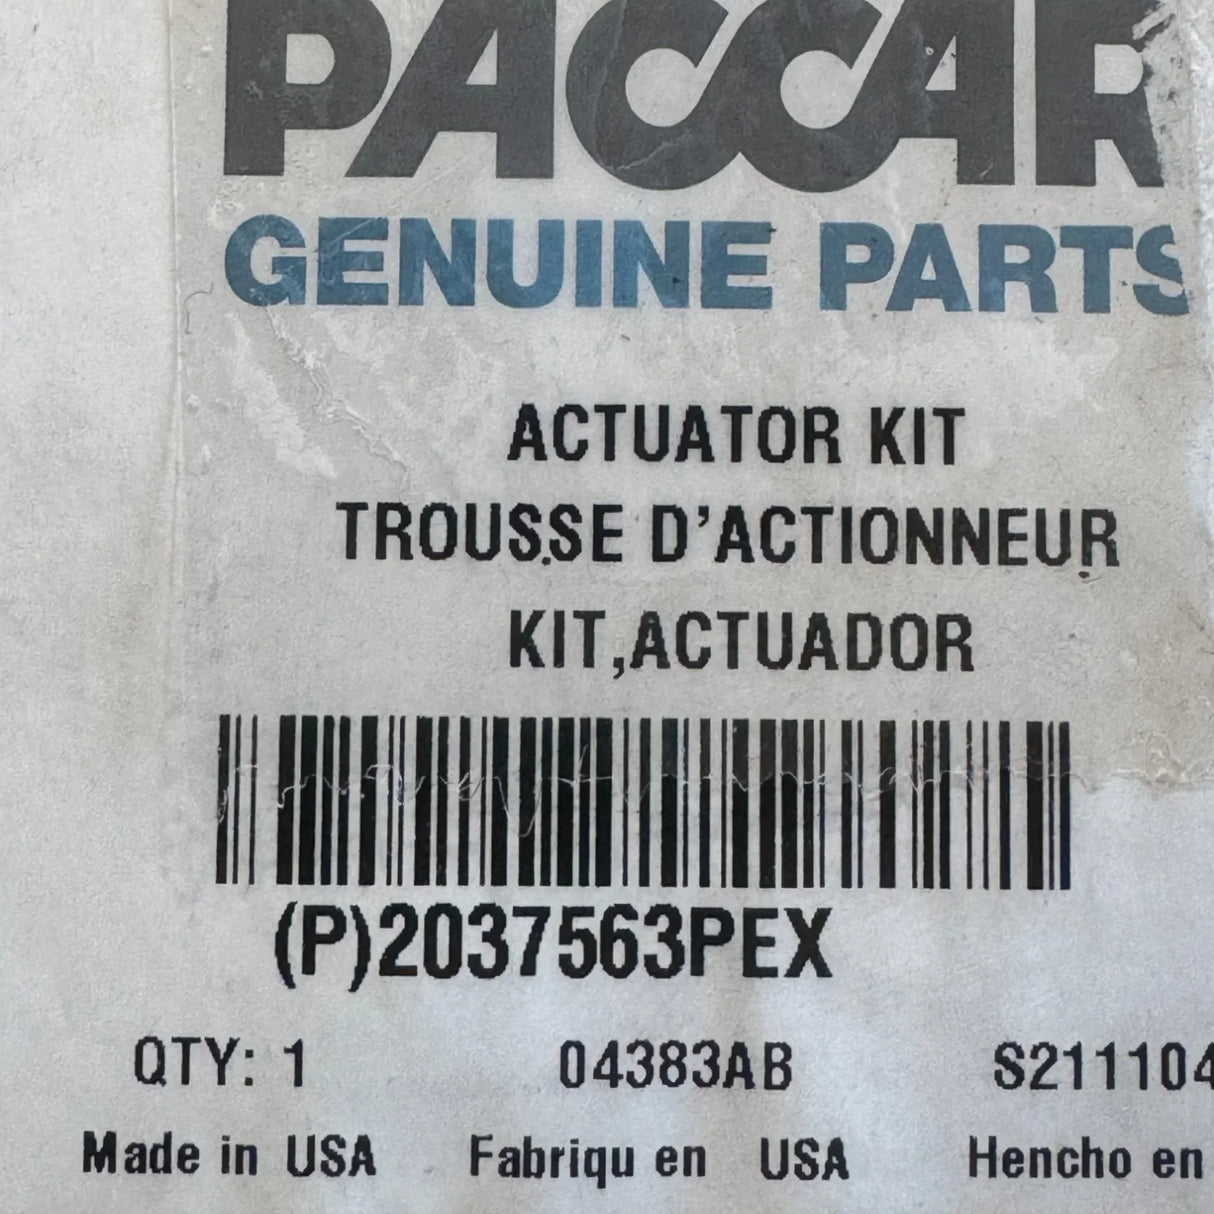 PACCAR
GENUINE PARTS
ACTUATOR KIT
TROUSSE D'ACTIONNEUR
KIT,ACTUADOR
(P)2037563PEX
QTY: 1 04383AB S211104
Made in USA Fabriqu en USA Hencho en